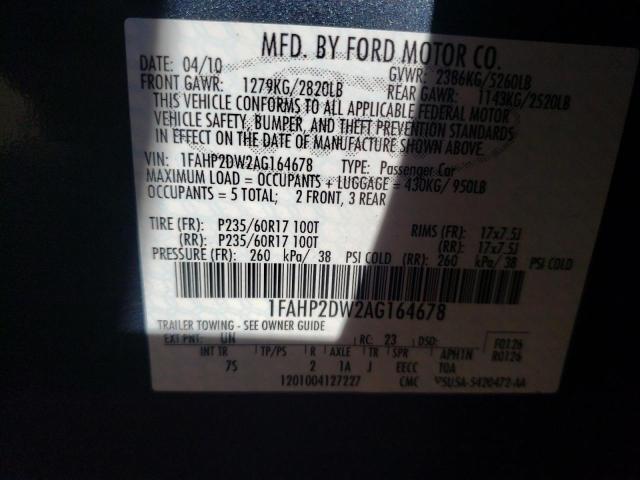 MFD. BY FORD MOTOR CO.
DATE: 04/10 GVWR: 2386KG/5260LB
FRONT GAWR: 1279KG/2820LB REAR GAWR: 1143KG/2520LB
THIS VEHICLE CONFORMS TO ALL APPLICABLE FEDERAL MOTOR
VEHICLE SAFETY, BUMPER, AND THEFT PREVENTION STANDARDS
IN EFFECT ON THE DATE OF MANUFACTURE SHOWN ABOVE.
VIN: 1FAHP2DW2AG164678 TYPE: Passenger Car
MAXIMUM LOAD = OCCUPANTS + LUGGAGE = 430KG/ 950LB
OCCUPANTS = 5 TOTAL; 2 FRONT, 3 REAR
TIRE (FR): P235/60R17 100T RIMS (FR): 17x7.5J
(RR): P235/60R17 100T (RR): 17x7.5J
PRESSURE (FR): 260 kPa/ 38 PSI COLD (RR): 260 kPa/ 38 PSI COLD
1FAHP2DW2AG164678
TRAILER TOWING - SEE OWNER GUIDE
EXT PNT: UN RC: 23 DSO: F0126
INT TR TP/PS R AXLE TR SPR APH1N R0126
75 2 1A J EECC TOA
1201004127227 CMC 5U5A-5420472-AA